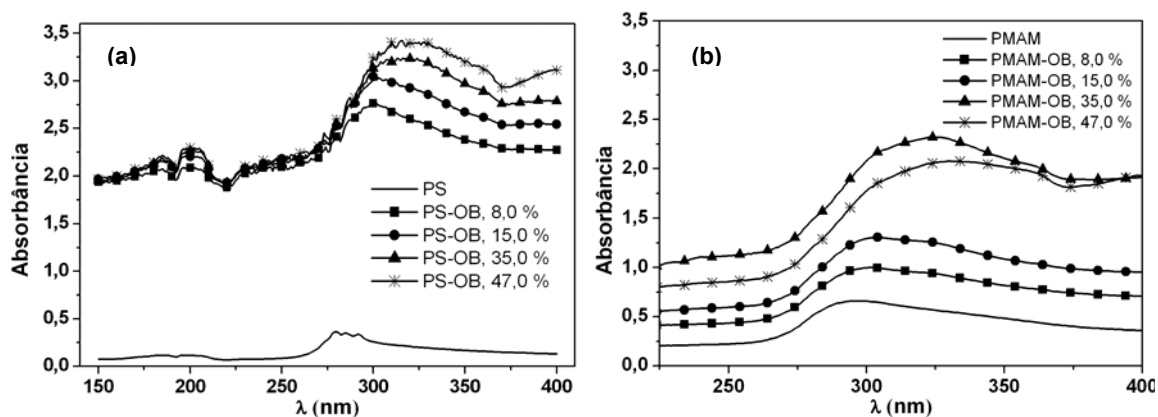 (a)
Absorbância
3,5
3,0
2,5
2,0
1,5
1,0
0,5
0,0
PS
PS-OB, 8,0 %
PS-OB, 15,0 %
PS-OB, 35,0 %
PS-OB, 47,0 %
150 200 250 300 350 400
λ (nm)
(b)
Absorbância
3,5
3,0
2,5
2,0
1,5
1,0
0,5
0,0
PMAM
PMAM-OB, 8,0 %
PMAM-OB, 15,0 %
PMAM-OB, 35,0 %
PMAM-OB, 47,0 %
250 300 350 400
λ (nm)